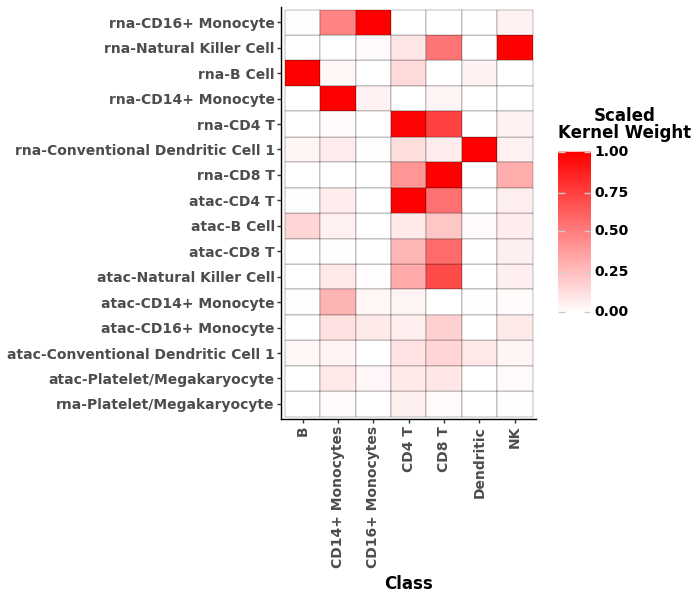 rna-CD16+ Monocyte
rna-Natural Killer Cell
rna-B Cell
rna-CD14+ Monocyte
rna-CD4 T
rna-Conventional Dendritic Cell 1
rna-CD8 T
atac-CD4 T
atac-B Cell
atac-CD8 T
atac-Natural Killer Cell
atac-CD14+ Monocyte
atac-CD16+ Monocyte
atac-Conventional Dendritic Cell 1
atac-Platelet/Megakaryocyte
rna-Platelet/Megakaryocyte
B
CD14+ Monocytes
CD16+ Monocytes
CD4 T
CD8 T
Dendritic
NK
Class
Scaled
Kernel Weight
1.00
0.75
0.50
0.25
0.00